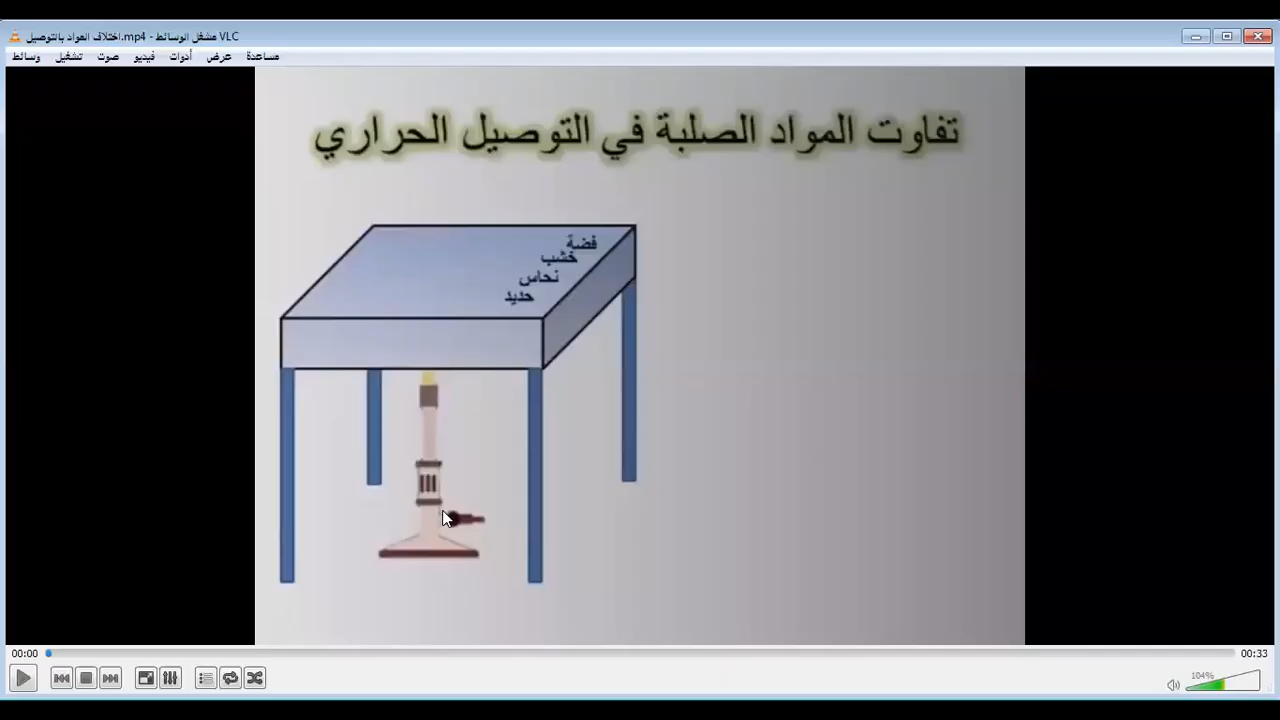 اختلاف المواد بالتوصيل.mp4 - مشغل الوسائط VLC
وسائط تشغيل صوت فيديو أدوات عرض مساعدة
تفاوت المواد الصلبة في التوصيل الحراري
فضة
خشب
نحاس
حديد
00:00
00:33
104%